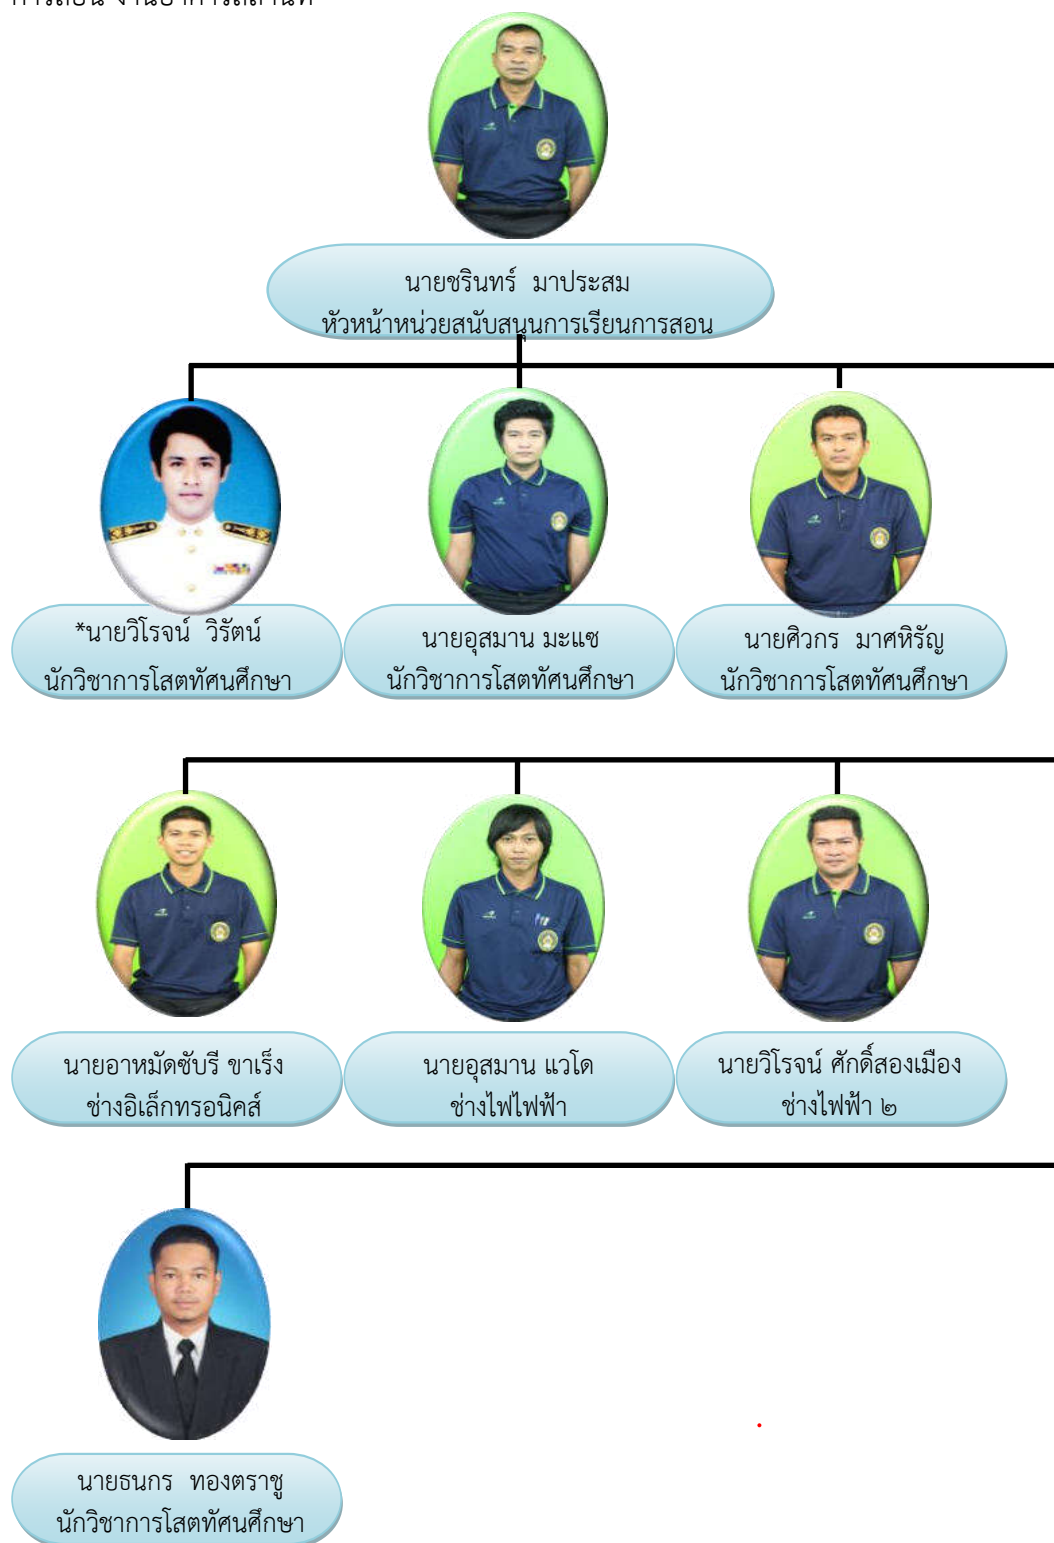 นายชรินทร์ มาประสม
หัวหน้าหน่วยสนับสนุนการเรียนการสอน
*นายวิโรจน์ วิรัตน์
นักวิชาการโสตทัศนศึกษา
นายอุสมาน มะแซ
นักวิชาการโสตทัศนศึกษา
นายศิวกร มาศหิรัญ
นักวิชาการโสตทัศนศึกษา
นายอาหมัดซับรี ขาเร็ง
ช่างอิเล็กทรอนิคส์
นายอุสมาน แวโด
ช่างไฟไฟฟ้า
นายวิโรจน์ ศักดิ์สองเมือง
ช่างไฟฟ้า ๒
นายธนกร ทองตราชู
นักวิชาการโสตทัศนศึกษา